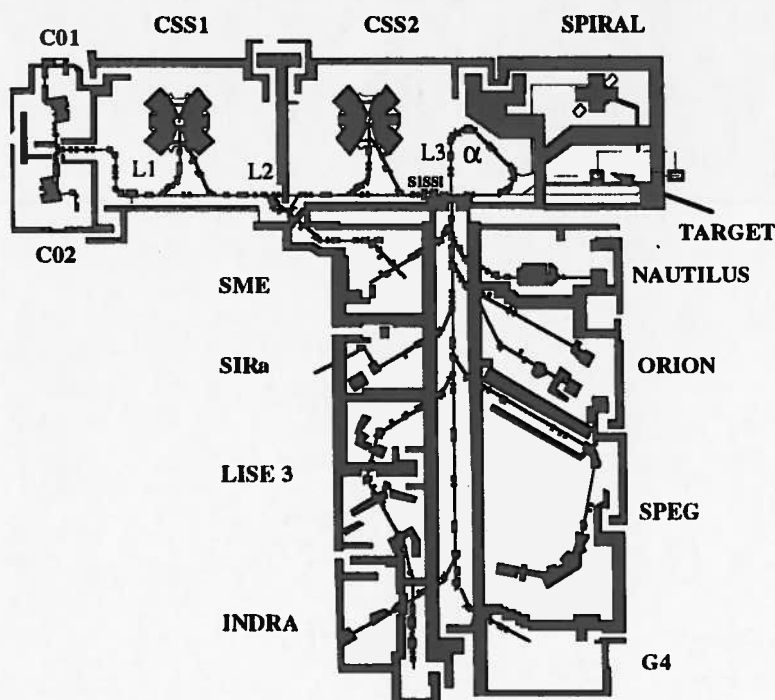 C01
CSS1
CSS2
SPIRAL
L1
L2
L3
α
SISSI
C02
TARGET
SME
NAUTILUS
SIRa
ORION
LISE 3
SPEG
INDRA
G4